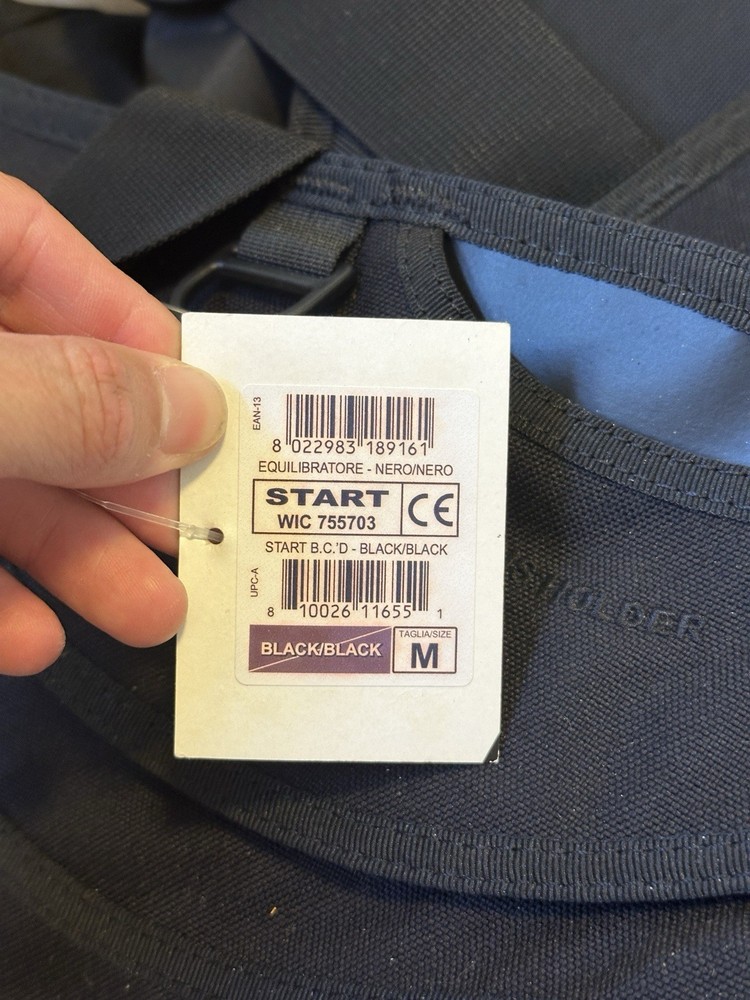 EAN-13
8 022983 189161
EQUILIBRATORE - NERO/NERO
START
WIC 755703
CE
START B.C.'D - BLACK/BLACK
UPC-A
8 10026 11655 1
BLACK/BLACK
TAGLIA/SIZE
M